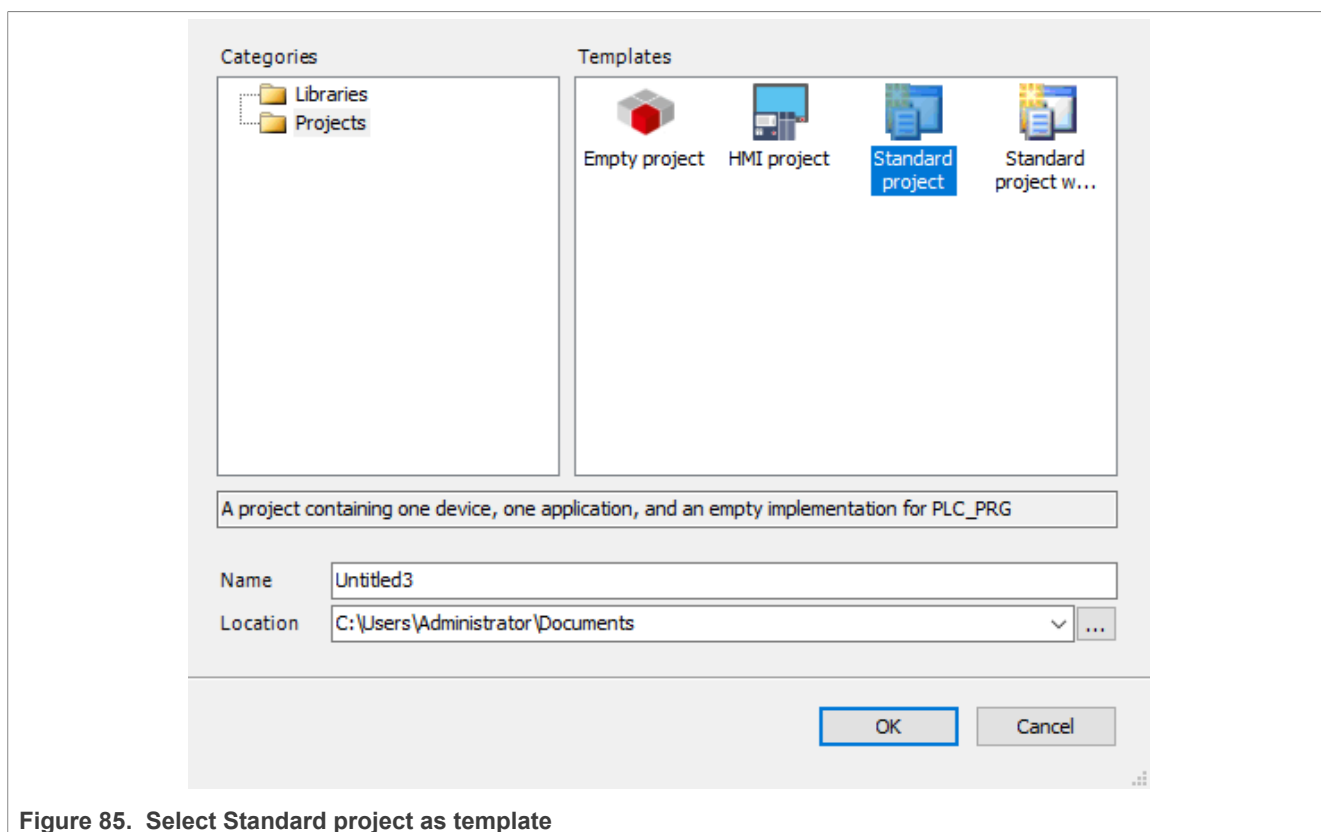 Categories
Templates
Libraries
Projects
Empty project
HMI project
Standard
project
Standard
project w...
A project containing one device, one application, and an empty implementation for PLC_PRG
Name
Untitled3
Location
C:\Users\Administrator\Documents
...
OK
Cancel
Figure 85. Select Standard project as template